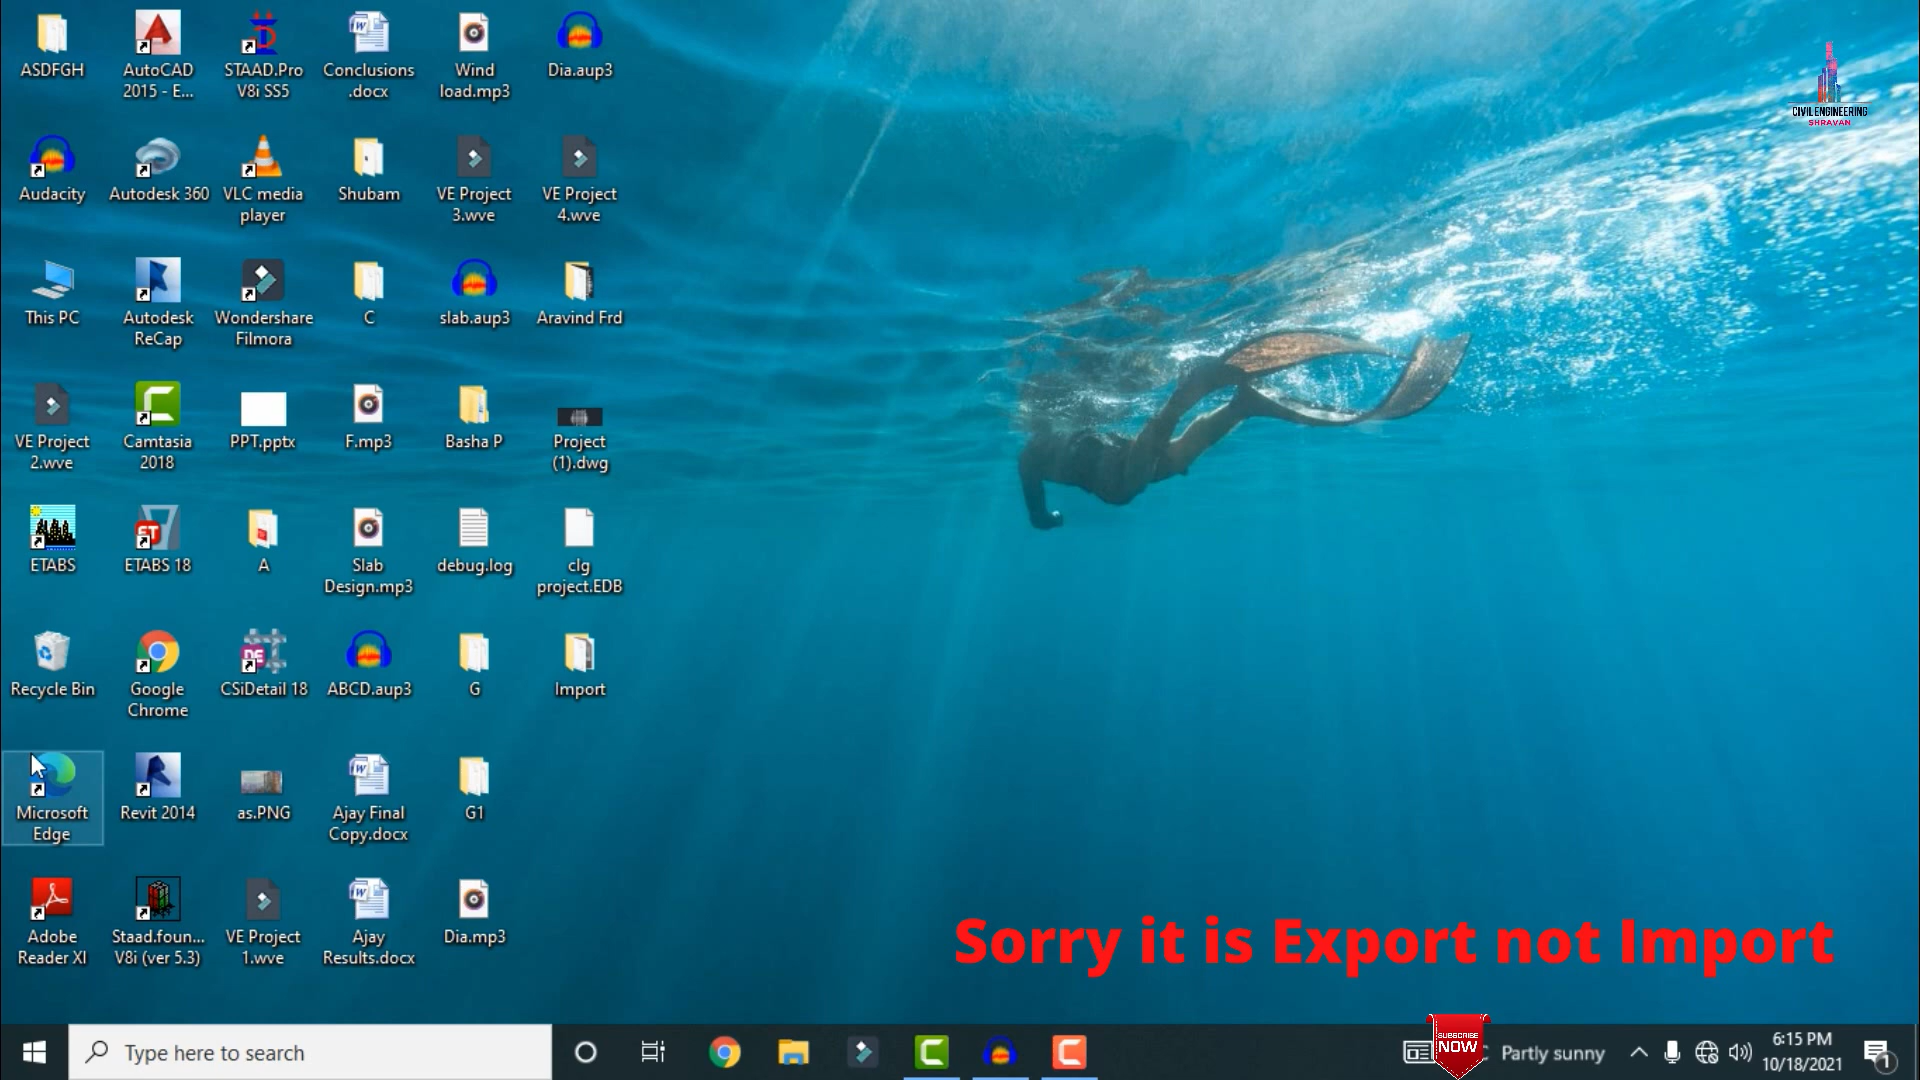 ASDFGH
AutoCAD
2015 - E...
STAAD.Pro
V8i SS5
Conclusions
.docx
Wind
load.mp3
Dia.aup3
CIVIL ENGINEERING
SHRAVAN
Audacity
Autodesk 360
VLC media
player
Shubam
VE Project
3.wve
VE Project
4.wve
This PC
Autodesk
ReCap
Wondershare
Filmora
C
slab.aup3
Aravind Frd
VE Project
2.wve
Camtasia
2018
PPT.pptx
F.mp3
Basha P
Project
(1).dwg
ETABS
ETABS 18
A
Slab
Design.mp3
debug.log
clg
project.EDB
Recycle Bin
Google
Chrome
CSiDetail 18
ABCD.aup3
G
Import
Microsoft
Edge
Revit 2014
as.PNG
Ajay Final
Copy.docx
G1
Adobe
Reader XI
Staad.foun...
V8i (ver 5.3)
VE Project
1.wve
Ajay
Results.docx
Dia.mp3
Sorry it is Export not Import
Type here to search
SUBSCRIBE
NOW
Partly sunny
6:15 PM
10/18/2021
1